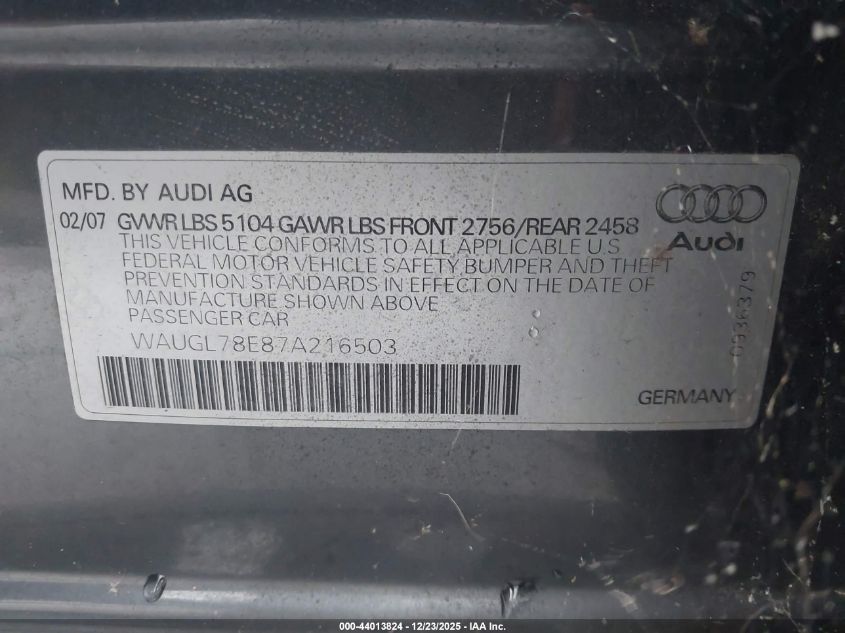 MFD. BY AUDI AG
02/07 GVWR LBS 5104 GAWR LBS FRONT 2756/REAR 2458
THIS VEHICLE CONFORMS TO ALL APPLICABLE U.S
FEDERAL MOTOR VEHICLE SAFETY, BUMPER AND THEFT
PREVENTION STANDARDS IN EFFECT ON THE DATE OF
MANUFACTURE SHOWN ABOVE
PASSENGER CAR
WAUGL78E87A216503
Audi
0936379
GERMANY
000-44013824 - 12/23/2025 - IAA Inc.